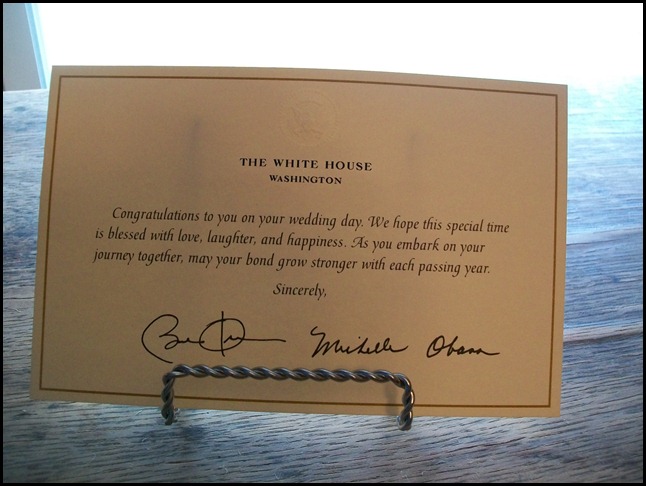 THE WHITE HOUSE
WASHINGTON
Congratulations to you on your wedding day. We hope this special time
is blessed with love, laughter, and happiness. As you embark on your
journey together, may your bond grow stronger with each passing year.
Sincerely,
Michelle Obama